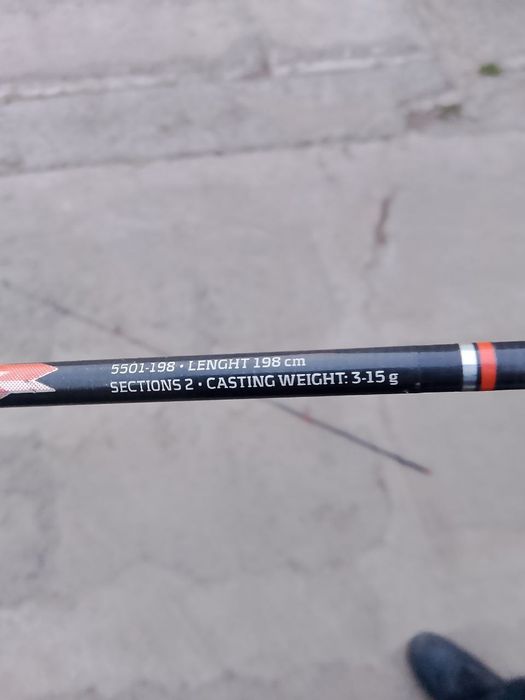 5501-198 · LENGHT 198 cm
SECTIONS 2 · CASTING WEIGHT: 3-15 g